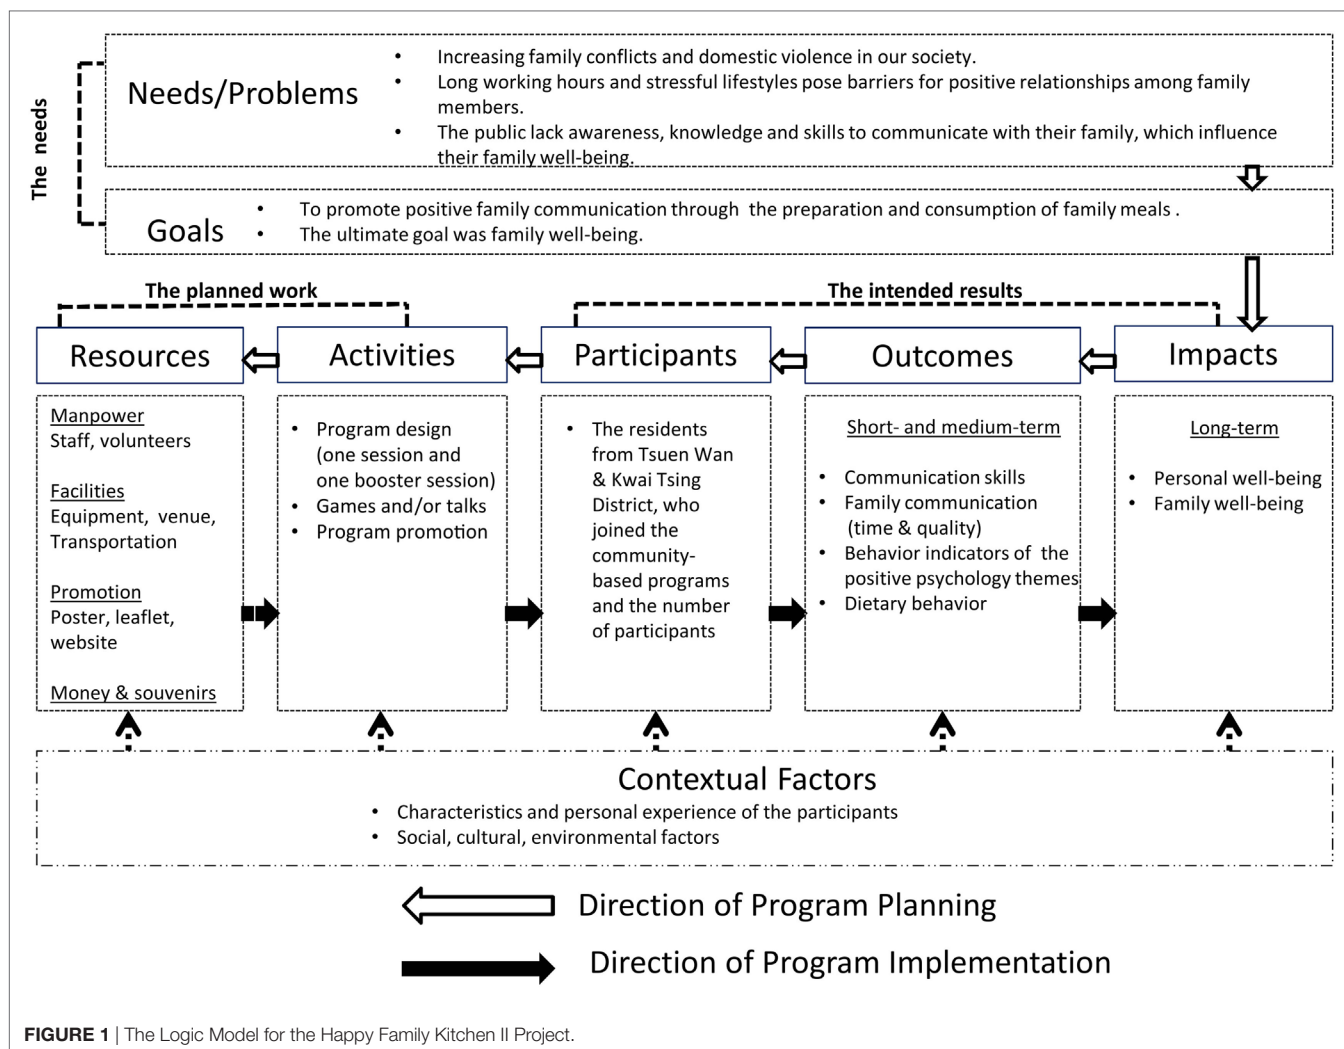 The needs
Needs/Problems
• Increasing family conflicts and domestic violence in our society.
• Long working hours and stressful lifestyles pose barriers for positive relationships among family
members.
• The public lack awareness, knowledge and skills to communicate with their family, which influence
their family well-being.
Goals
• To promote positive family communication through the preparation and consumption of family meals .
• The ultimate goal was family well-being.
The planned work
The intended results
Resources
Manpower
Staff, volunteers
Facilities
Equipment, venue,
Transportation
Promotion
Poster, leaflet,
website
Money & souvenirs
Activities
• Program design
(one session and
one booster session)
• Games and/or talks
• Program promotion
Participants
• The residents
from Tsuen Wan
& Kwai Tsing
District, who
joined the
community-
based programs
and the number
of participants
Outcomes
Short- and medium-term
• Communication skills
• Family communication
(time & quality)
• Behavior indicators of the
positive psychology themes
• Dietary behavior
Impacts
Long-term
• Personal well-being
• Family well-being
Contextual Factors
• Characteristics and personal experience of the participants
• Social, cultural, environmental factors
Direction of Program Planning
Direction of Program Implementation
FIGURE 1 | The Logic Model for the Happy Family Kitchen II Project.